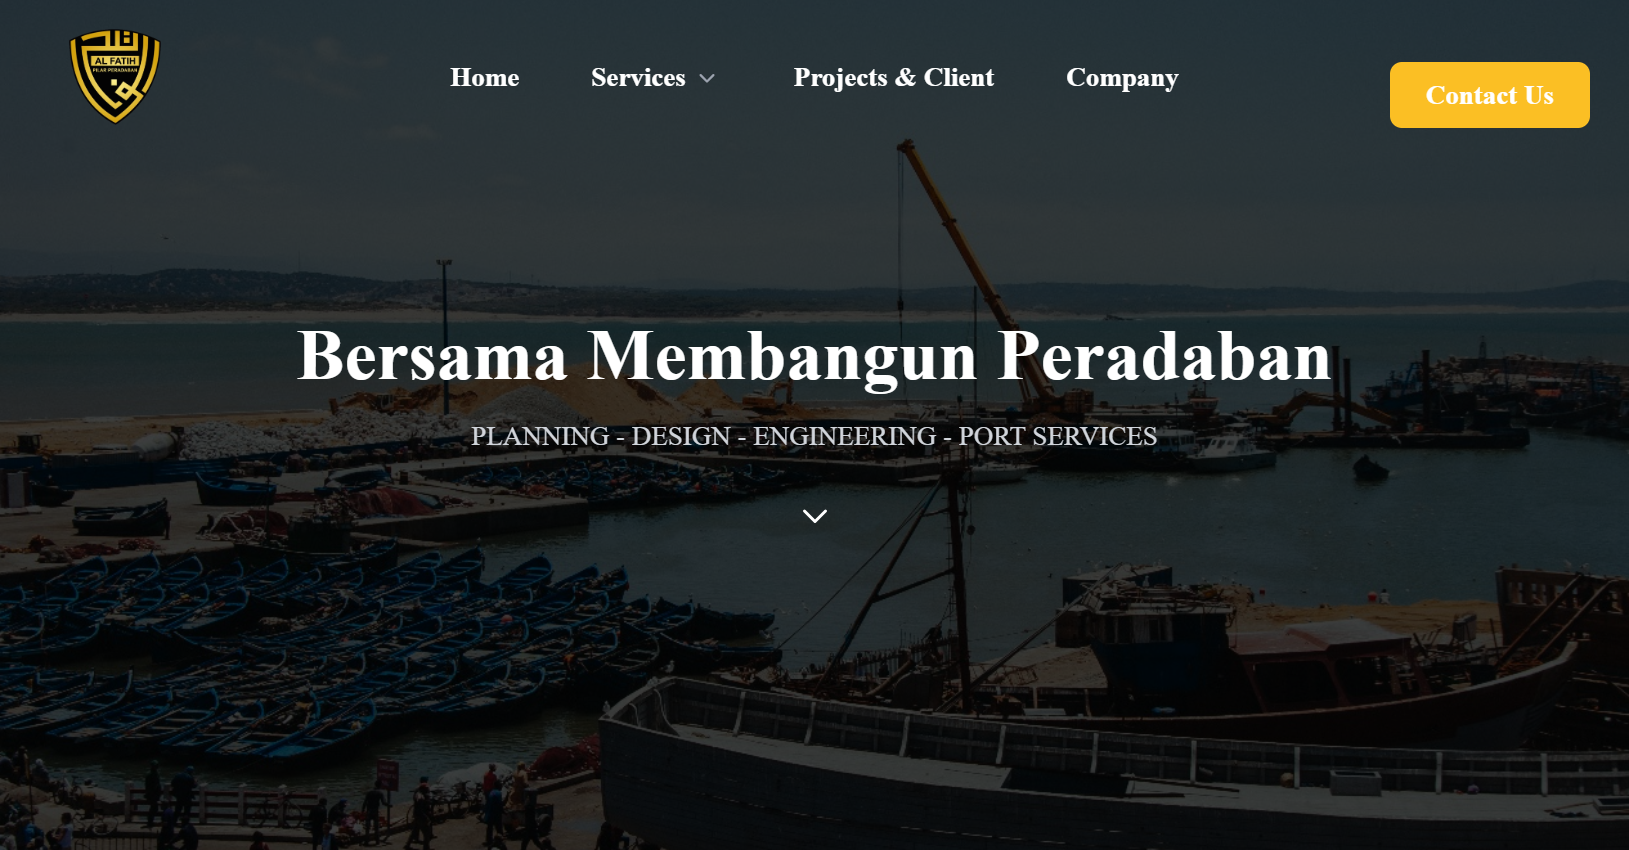 AL FATIH
PILAR PERADABAN
Home
Services
Projects & Client
Company
Contact Us
Bersama Membangun Peradaban
PLANNING - DESIGN - ENGINEERING - PORT SERVICES